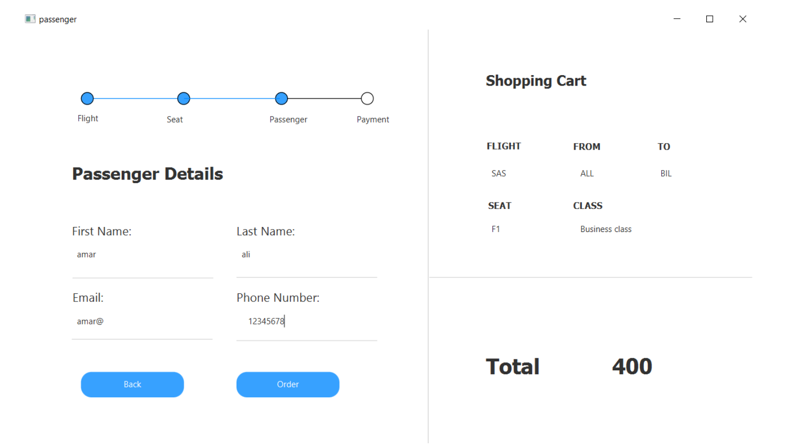 passenger
Flight Seat Passenger Payment
Passenger Details
First Name: Last Name:
amar ali
Email: Phone Number:
amar@ 12345678
Back Order
Shopping Cart
FLIGHT FROM TO
SAS ALL BIL
SEAT CLASS
F1 Business class
Total 400